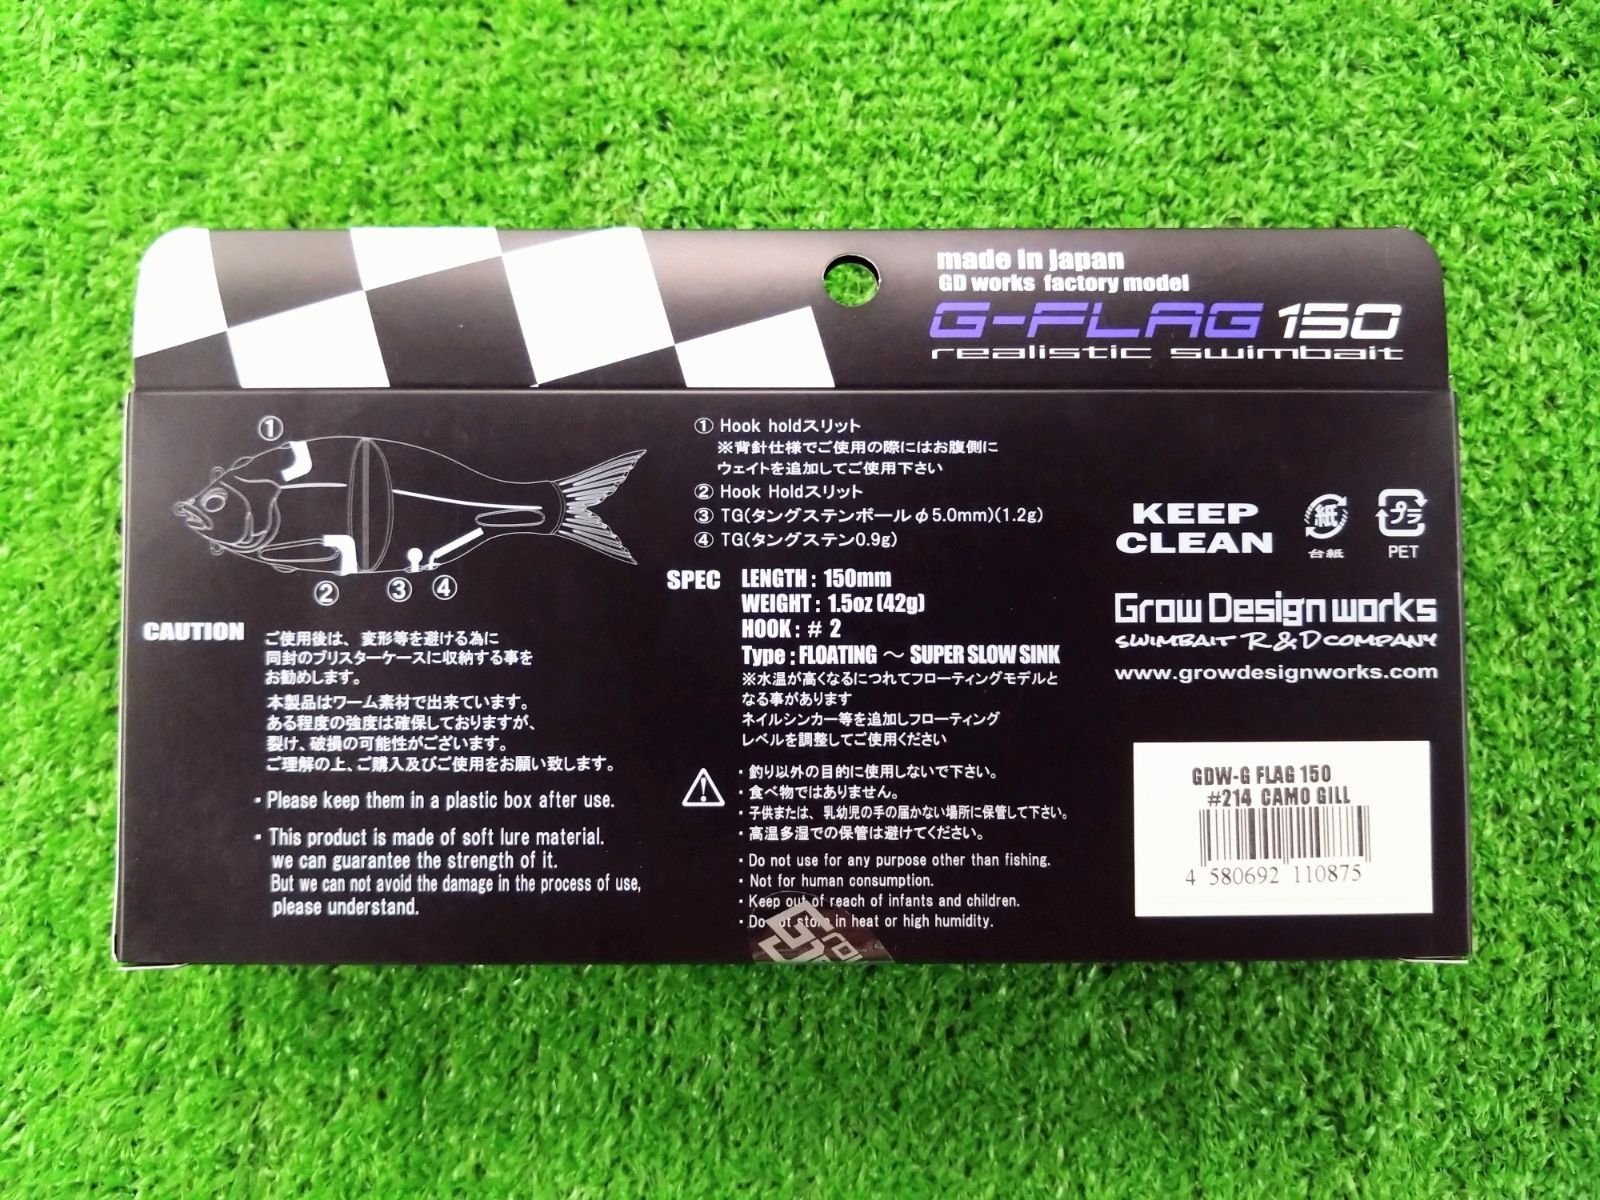 made in japan
GD works factory model
G-FLAG 150
realistic swimbait
①
②
③
④
① Hook holdスリット
※背針仕様でご使用の際にはお腹側に
ウェイトを追加してご使用下さい
② Hook Holdスリット
③ TG(タングステンボールφ5.0mm)(1.2g)
④ TG(タングステン0.9g)
SPEC
LENGTH : 150mm
WEIGHT : 1.5oz (42g)
HOOK : # 2
Type : FLOATING ～ SUPER SLOW SINK
※水温が高くなるにつれてフローティングモデルと
なる事があります
ネイルシンカー等を追加しフローティング
レベルを調整してご使用ください
・釣り以外の目的に使用しないで下さい。
・食べ物ではありません。
・子供または、乳幼児の手の届かない場所に保管して下さい。
・高温多湿での保管は避けてください。
・Do not use for any purpose other than fishing.
・Not for human consumption.
・Keep out of reach of infants and children.
・Do not store in heat or high humidity.
CAUTION
ご使用後は、変形等を避ける為に
同封のブリスターケースに収納する事を
お勧めします。
本製品はワーム素材で出来ています。
ある程度の強度は確保しておりますが、
裂け、破損の可能性がございます。
ご理解の上、ご購入及びご使用をお願い致します。
・Please keep them in a plastic box after use.
・This product is made of soft lure material.
we can guarantee the strength of it.
But we can not avoid the damage in the process of use,
please understand.
KEEP
CLEAN
紙
台紙
プラ
PET
Grow Design works
SWIMBAIT R&D COMPANY
www.growdesignworks.com
GDW-G FLAG 150
#214 CAMO GILL
4 580692 110875